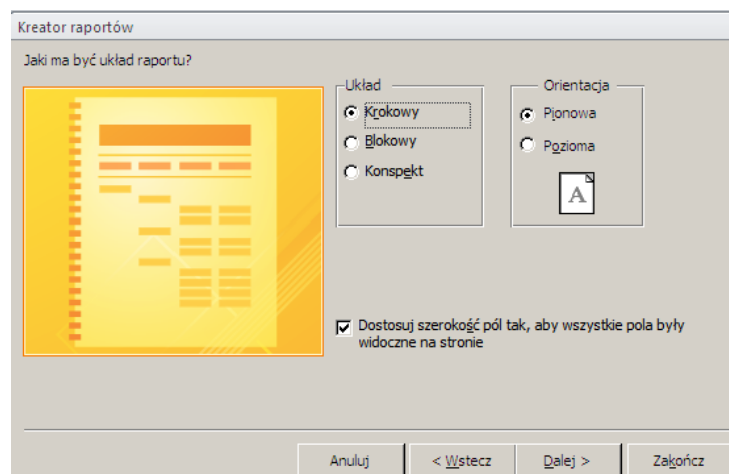 Kreator raportów
Jaki ma być układ raportu?
Układ
Krokowy
Blokowy
Konspekt
Orientacja
Pionowa
Pozioma
A
Dostosuj szerokość pól tak, aby wszystkie pola były
widoczne na stronie
Anuluj
< Wstecz
Dalej >
Zakończ